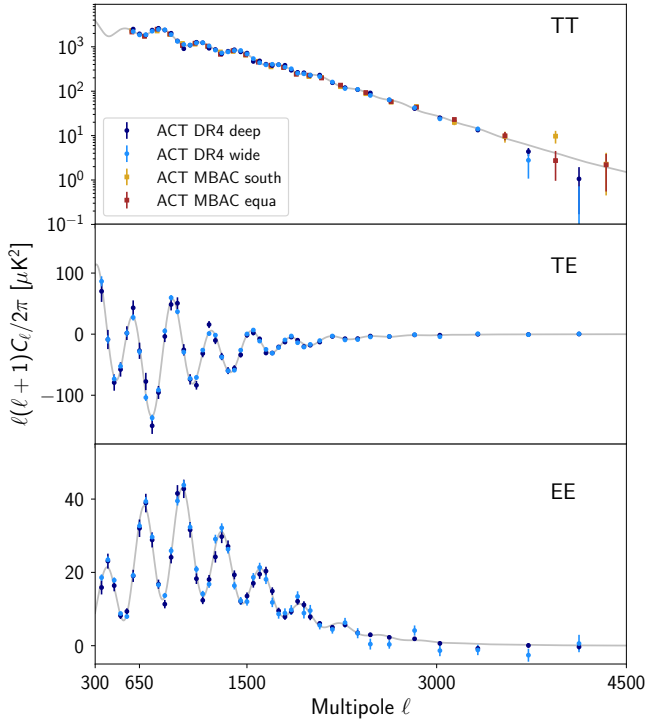 TT
10³
10²
10¹
10⁰
10⁻¹
ACT DR4 deep
ACT DR4 wide
ACT MBAC south
ACT MBAC equa
TE
100
0
−100
ℓ(ℓ + 1)Cℓ/2π [μK²]
EE
40
20
0
300 650 1500 3000 4500
Multipole ℓ